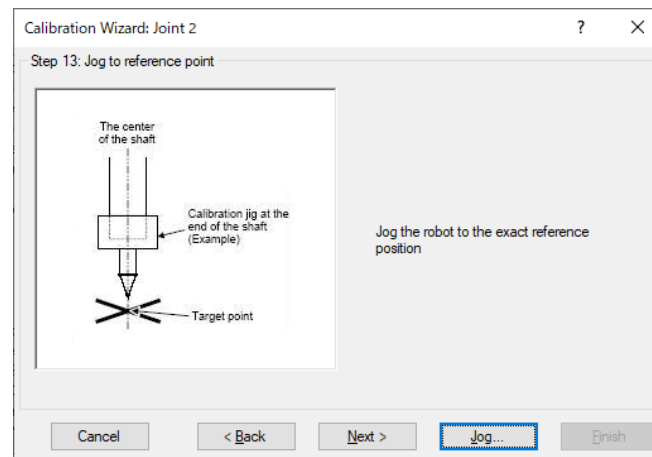 Calibration Wizard: Joint 2
Step 13: Jog to reference point
The center
of the shaft
Calibration jig at the
end of the shaft
(Example)
Target point
Jog the robot to the exact reference
position
Cancel
< Back
Next >
Jog...
Finish